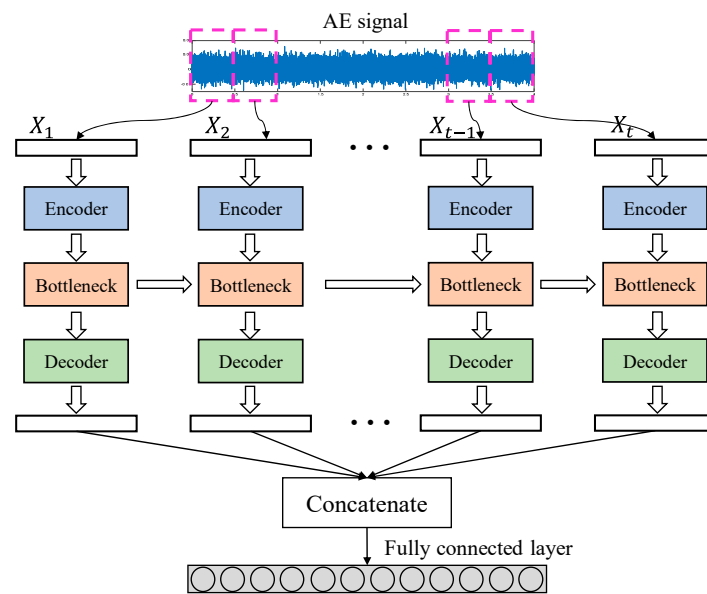 AE signal
X₁ X₂ ... Xₜ₋₁ Xₜ
Encoder Encoder Encoder Encoder
Bottleneck Bottleneck Bottleneck Bottleneck
Decoder Decoder Decoder Decoder
...
Concatenate
Fully connected layer